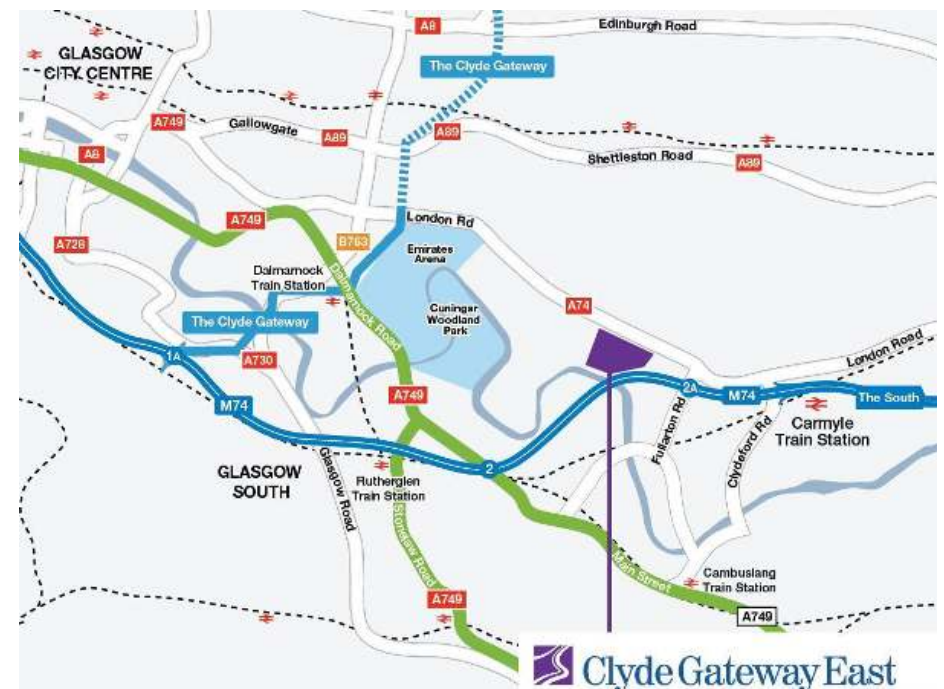 A8
Edinburgh Road
GLASGOW
CITY CENTRE
The Clyde Gateway
A749
Gallowgate
A89
A89
Shettleston Road
A89
A8
A749
London Rd
A728
B763
Emirates
Arena
Dalmarnock
Train Station
Dalmarnock Road
Cuningar
Woodland
Park
A74
The Clyde Gateway
London Road
1A
A730
2A
M74
The South
M74
A749
Fullarton Rd
Clydeford Rd
Carmyle
Train Station
GLASGOW
SOUTH
Glasgow Road
2
Rutherglen
Train Station
Stonelaw Road
Main Street
Cambuslang
Train Station
A749
A749
Clyde Gateway East